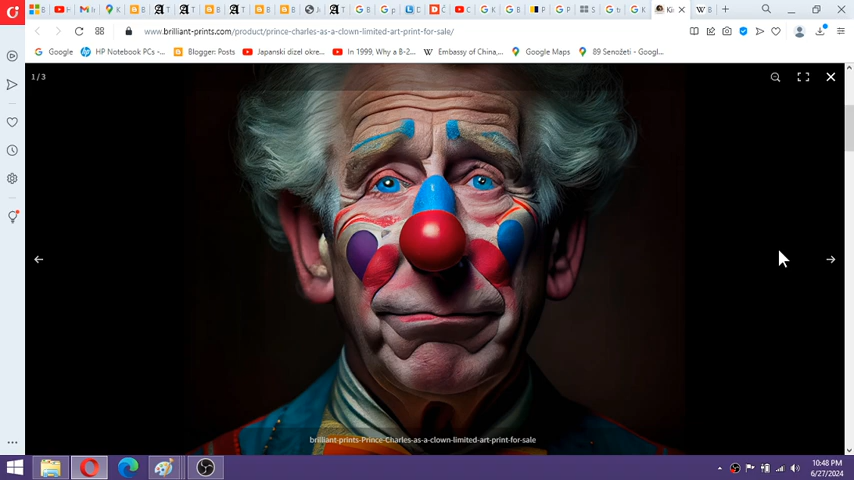 www.brilliant-prints.com/product/prince-charles-as-a-clown-limited-art-print-for-sale/
Google
HP Notebook PC -...
Blogger: Posts
Japanski dizel okre...
In 1999, Why a B-2...
Embassy of China,...
Google Maps
89 Senožeti - Googl...
1 / 3
brilliant-prints-Prince-Charles-as-a-clown-limited-art-print-for-sale
10:48 PM
6/27/2024